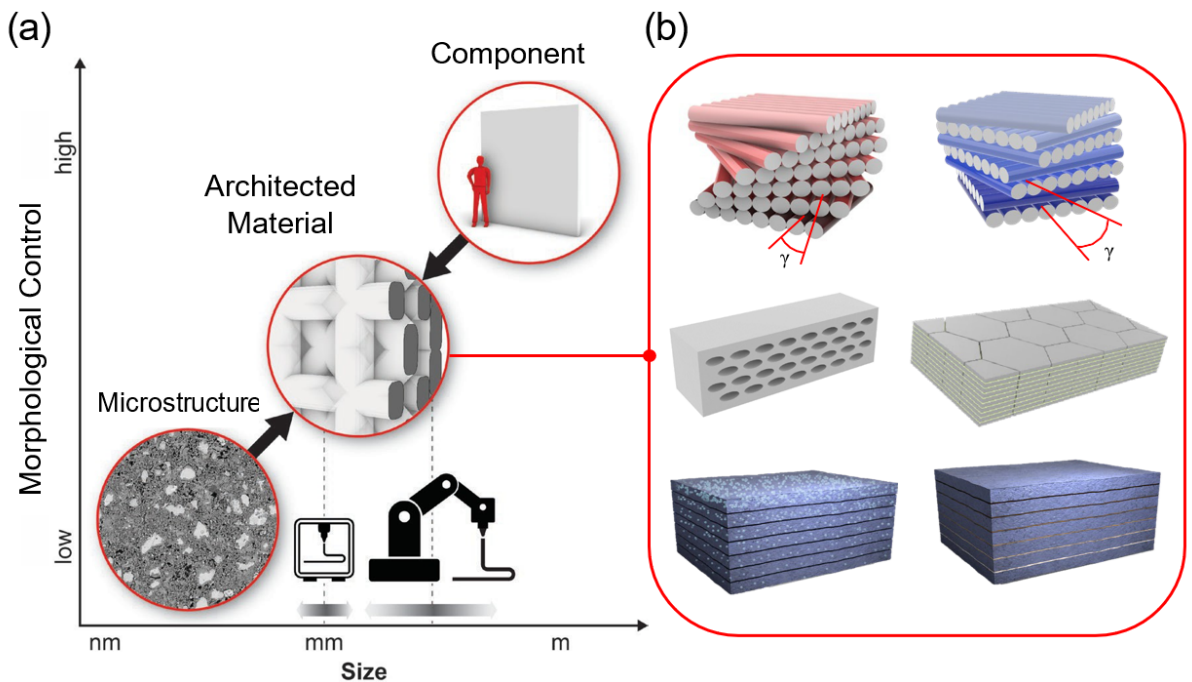 (a)
(b)
Component
high
Architected
Material
Morphological Control
Microstructure
low
nm
mm
m
Size
γ
γ